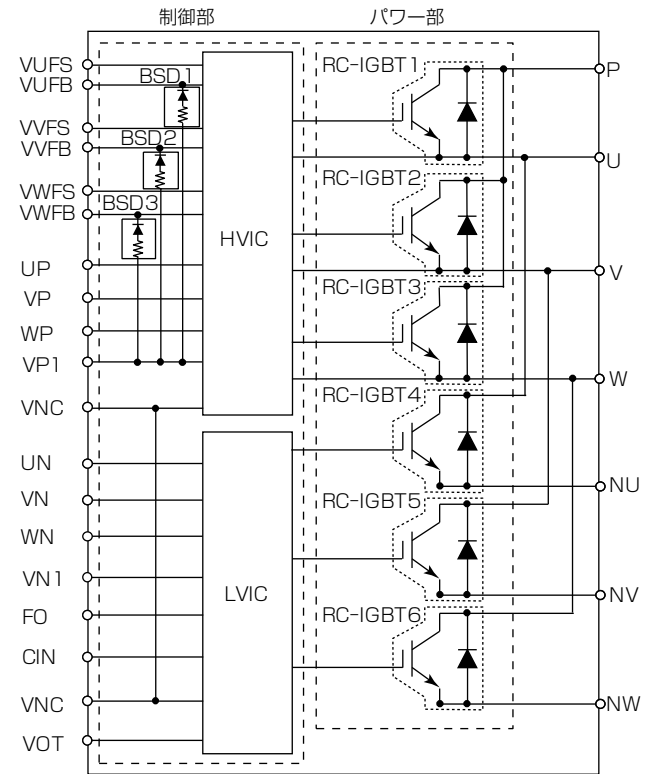 制御部
パワー部
VUFS
VUFB
BSD1
VVFS
VVFB
BSD2
VWFS
VWFB
BSD3
UP
VP
WP
VP1
VNC
UN
VN
WN
VN1
FO
CIN
VNC
VOT
HVIC
LVIC
RC-IGBT1
RC-IGBT2
RC-IGBT3
RC-IGBT4
RC-IGBT5
RC-IGBT6
P
U
V
W
NU
NV
NW